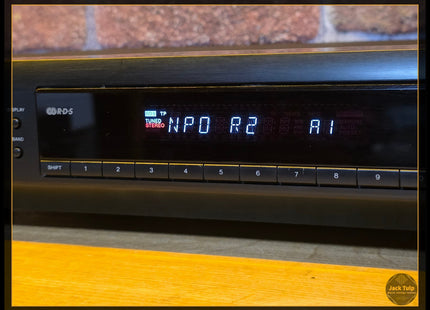 RDS
TP
TUNED
STEREO
NPO R2 A1
BAND
SHIFT 1 2 3 4 5 6 7 8 9
Jack Tulp